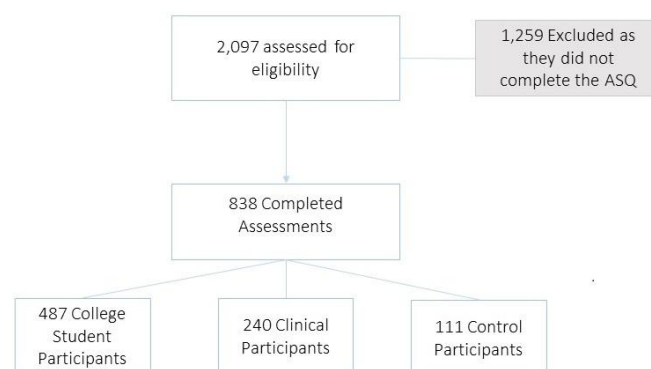 2,097 assessed for
eligibility
1,259 Excluded as
they did not
complete the ASQ
838 Completed
Assessments
487 College
Student
Participants
240 Clinical
Participants
111 Control
Participants